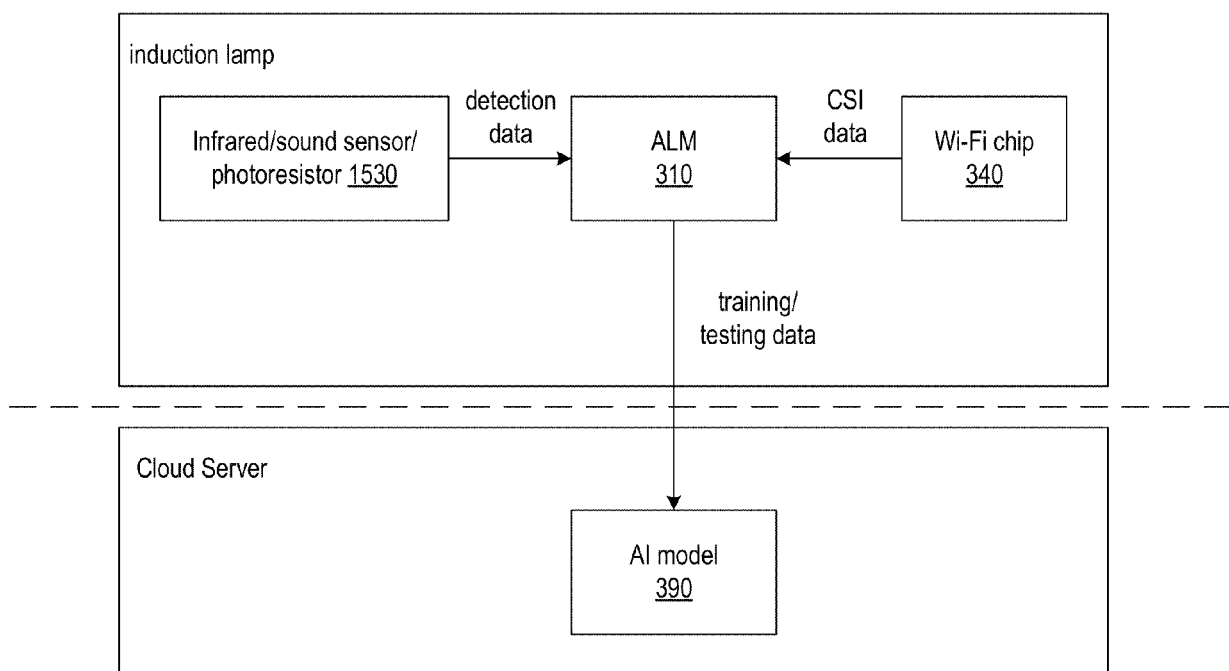 induction lamp
Infrared/sound sensor/
photoresistor 1530
detection
data
ALM
310
CSI
data
Wi-Fi chip
340
training/
testing data
Cloud Server
AI model
390